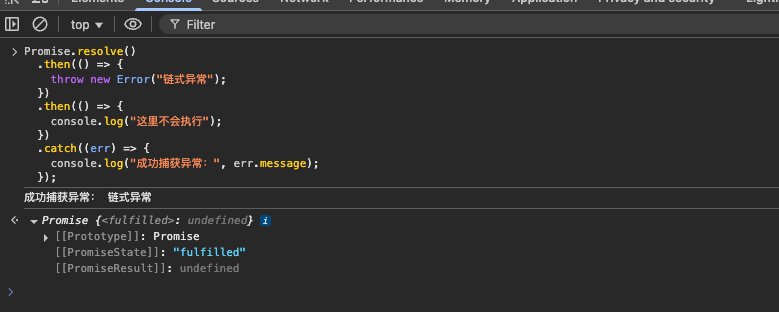 top
Filter
Promise.resolve()
.then(() => {
throw new Error("链式异常");
})
.then(() => {
console.log("这里不会执行");
})
.catch((err) => {
console.log("成功捕获异常：", err.message);
});
成功捕获异常： 链式异常
Promise {<fulfilled>: undefined} i
[[Prototype]]: Promise
[[PromiseState]]: "fulfilled"
[[PromiseResult]]: undefined